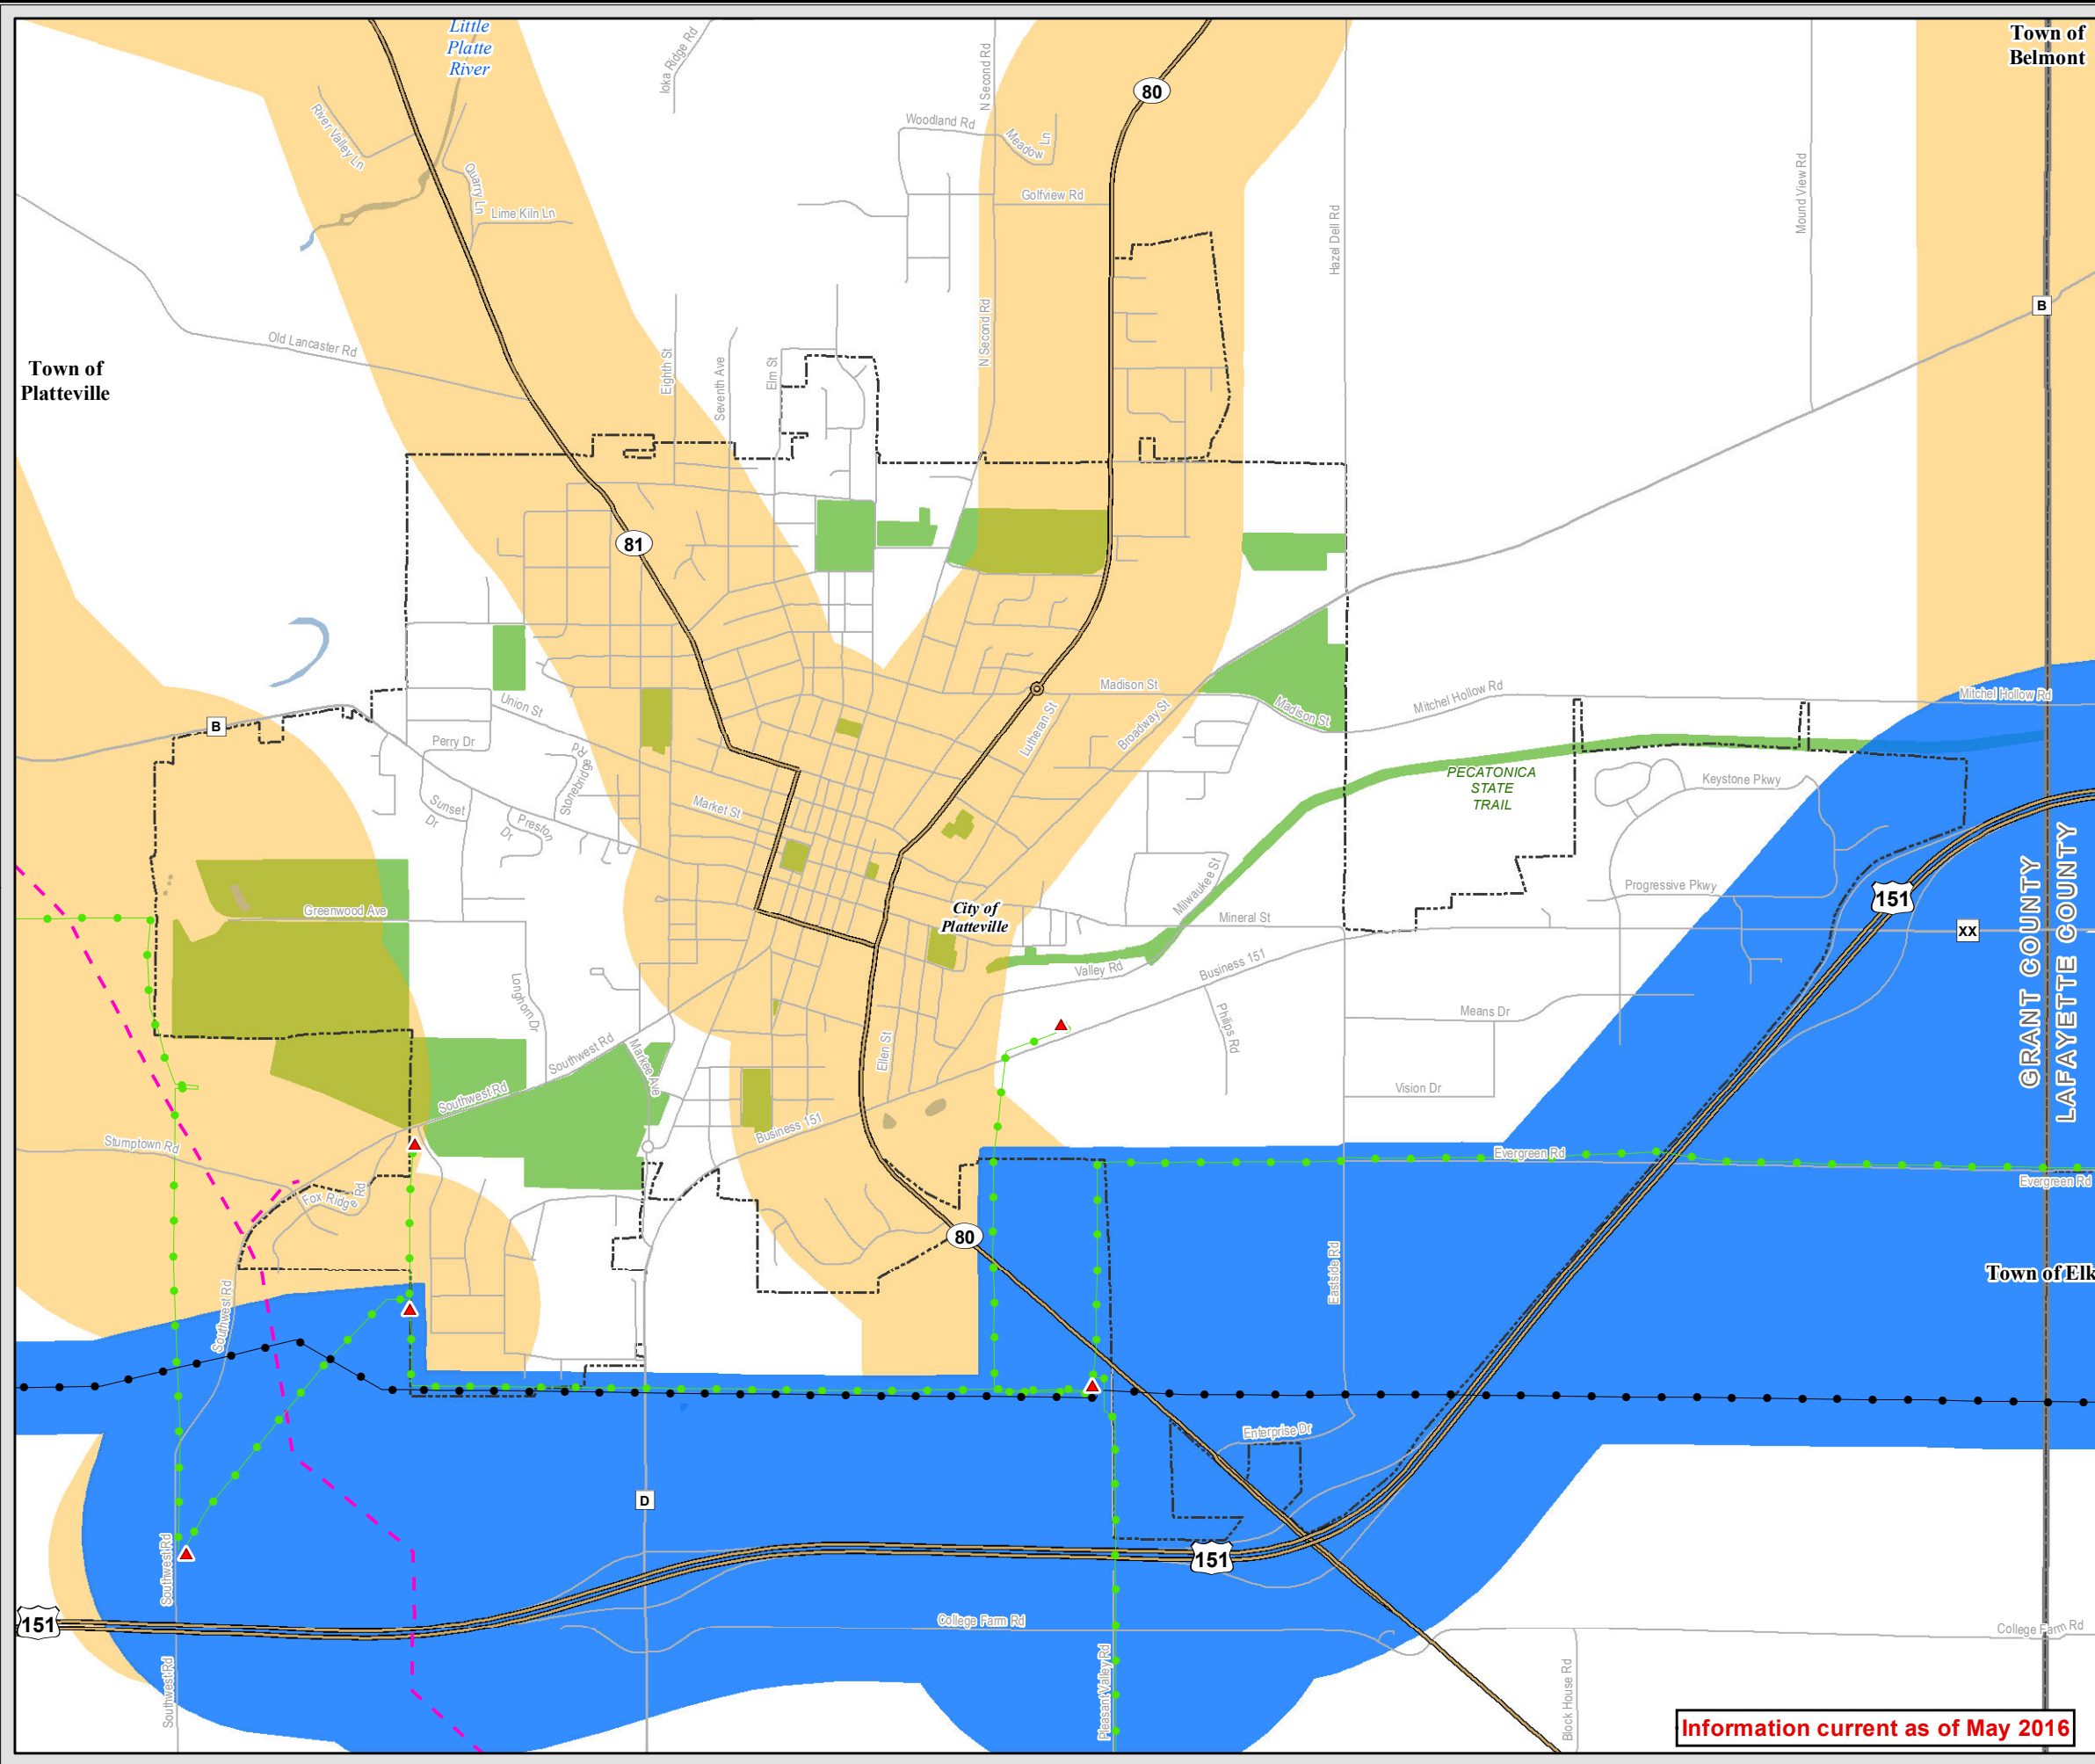 Little
Platte
River
Ioka Ridge Rd
N Second Rd
80
Town of
Belmont
River Valley Ln
Quarry Ln
Lime Kiln Ln
Woodland Rd
Meadow
Ln
Golfview Rd
Hazel Dell Rd
Mound View Rd
B
Old Lancaster Rd
Town of
Platteville
Eighth St
Seventh Ave
Elm St
N Second Rd
81
Union St
B
Perry Dr
Stonebridge Rd
Sunset
Dr
Preston
Dr
Market St
Madison St
Lutheran St
Broadway St
Madison St
Mitchel Hollow Rd
Mitchel Hollow Rd
PECATONICA
STATE
TRAIL
Keystone Pkwy
Progressive Pkwy
151
XX
GRANT COUNTY
LAFAYETTE COUNTY
Greenwood Ave
City of
Platteville
Milwaukee St
Mineral St
Valley Rd
Business 151
Longhorn Dr
Philips Rd
Means Dr
Southwest Rd
Markee Ave
Ellen St
Southwest Rd
Vision Dr
Business 151
Stumptown Rd
Evergreen Rd
Evergreen Rd
Fox Ridge Rd
80
Eastside Rd
Town of Elk
Southwest Rd
Enterprise Dr
D
Southwest Rd
151
151
College Farm Rd
College Farm Rd
Southwest Rd
Pleasant Valley Rd
Block House Rd
Information current as of May 2016